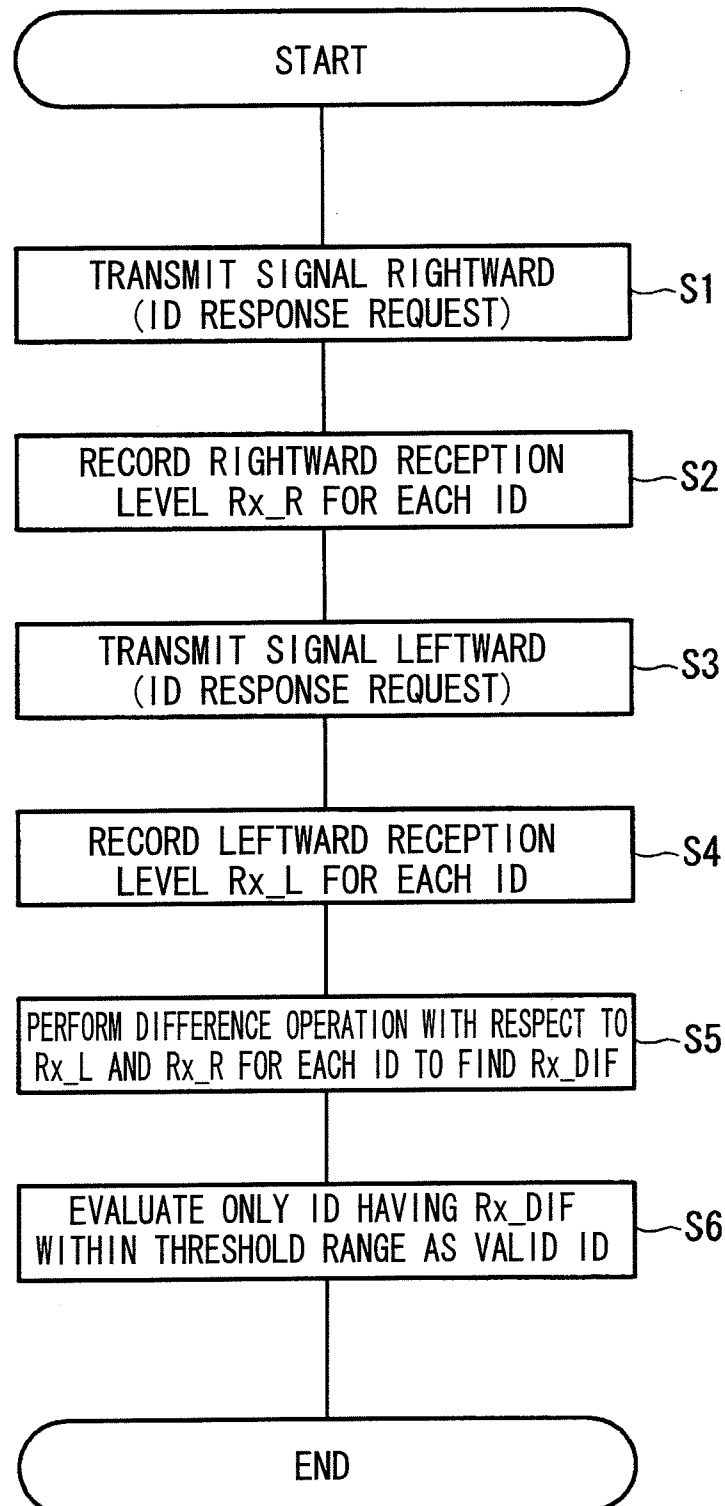 START
TRANSMIT SIGNAL RIGHTWARD
(ID RESPONSE REQUEST)
S1
RECORD RIGHTWARD RECEPTION
LEVEL Rx_R FOR EACH ID
S2
TRANSMIT SIGNAL LEFTWARD
(ID RESPONSE REQUEST)
S3
RECORD LEFTWARD RECEPTION
LEVEL Rx_L FOR EACH ID
S4
PERFORM DIFFERENCE OPERATION WITH RESPECT TO
Rx_L AND Rx_R FOR EACH ID TO FIND Rx_DIF
S5
EVALUATE ONLY ID HAVING Rx_DIF
WITHIN THRESHOLD RANGE AS VALID ID
S6
END